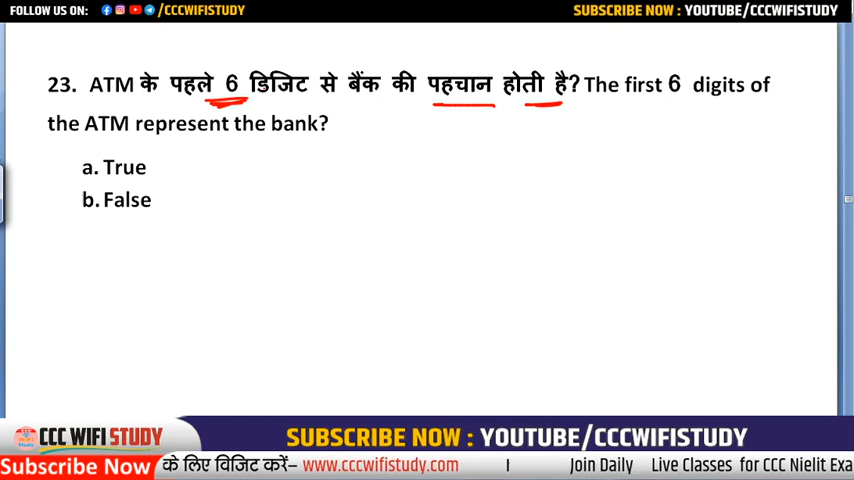 FOLLOW US ON: /CCCWIFISTUDY SUBSCRIBE NOW : YOUTUBE/CCCWIFISTUDY
23. ATM के पहले 6 डिजिट से बैंक की पहचान होती है? The first 6 digits of
the ATM represent the bank?
a. True
b. False
CCC WIFI STUDY SUBSCRIBE NOW : YOUTUBE/CCCWIFISTUDY
Subscribe Now के लिए विजिट करें– www.cccwifistudy.com I Join Daily Live Classes for CCC Nielit Exa